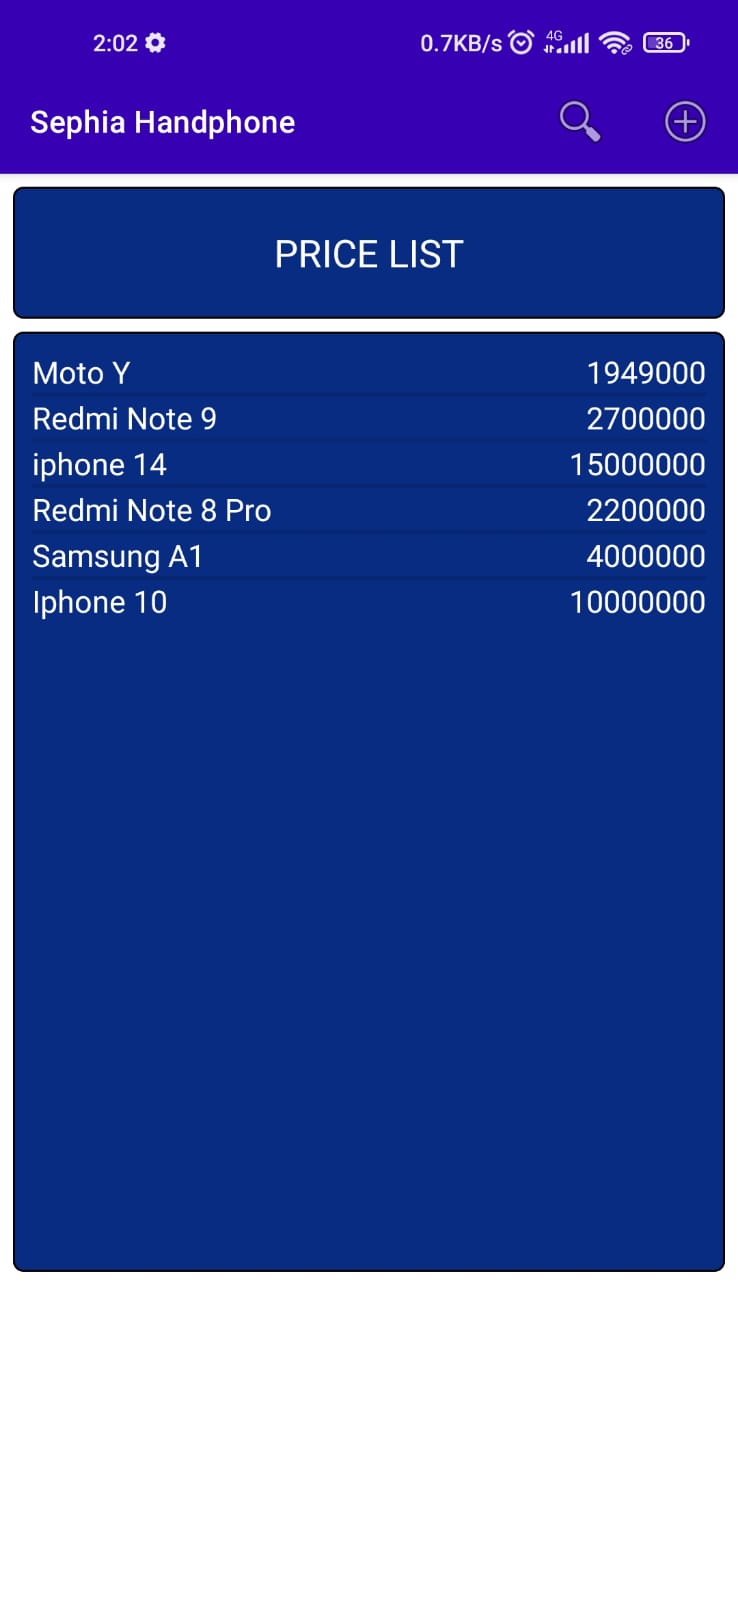 2:02 0.7KB/s 4G 36
Sephia Handphone
PRICE LIST
Moto Y 1949000
Redmi Note 9 2700000
iphone 14 15000000
Redmi Note 8 Pro 2200000
Samsung A1 4000000
Iphone 10 10000000